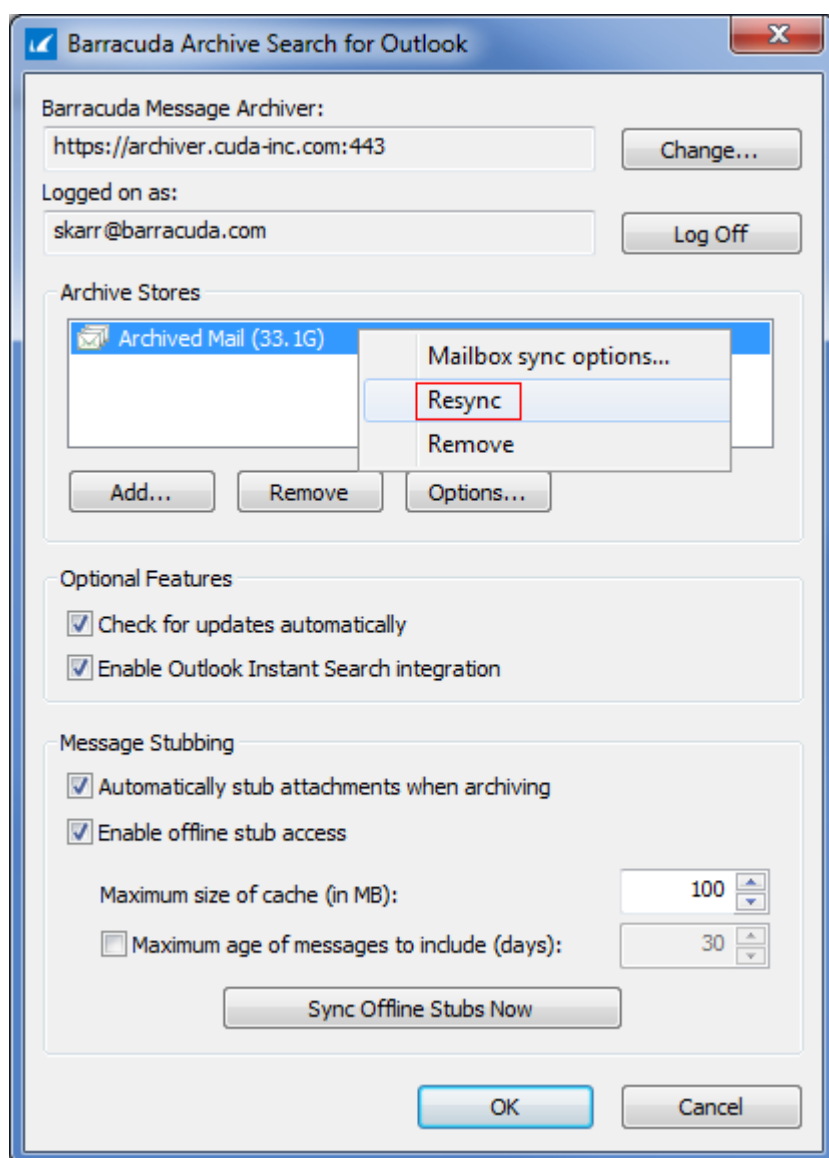 Barracuda Archive Search for Outlook
Barracuda Message Archiver:
https://archiver.cuda-inc.com:443
Change...
Logged on as:
skarr@barracuda.com
Log Off
Archive Stores
Archived Mail (33.1G)
Mailbox sync options...
Resync
Remove
Add...
Remove
Options...
Optional Features
Check for updates automatically
Enable Outlook Instant Search integration
Message Stubbing
Automatically stub attachments when archiving
Enable offline stub access
Maximum size of cache (in MB):
100
Maximum age of messages to include (days):
30
Sync Offline Stubs Now
OK
Cancel